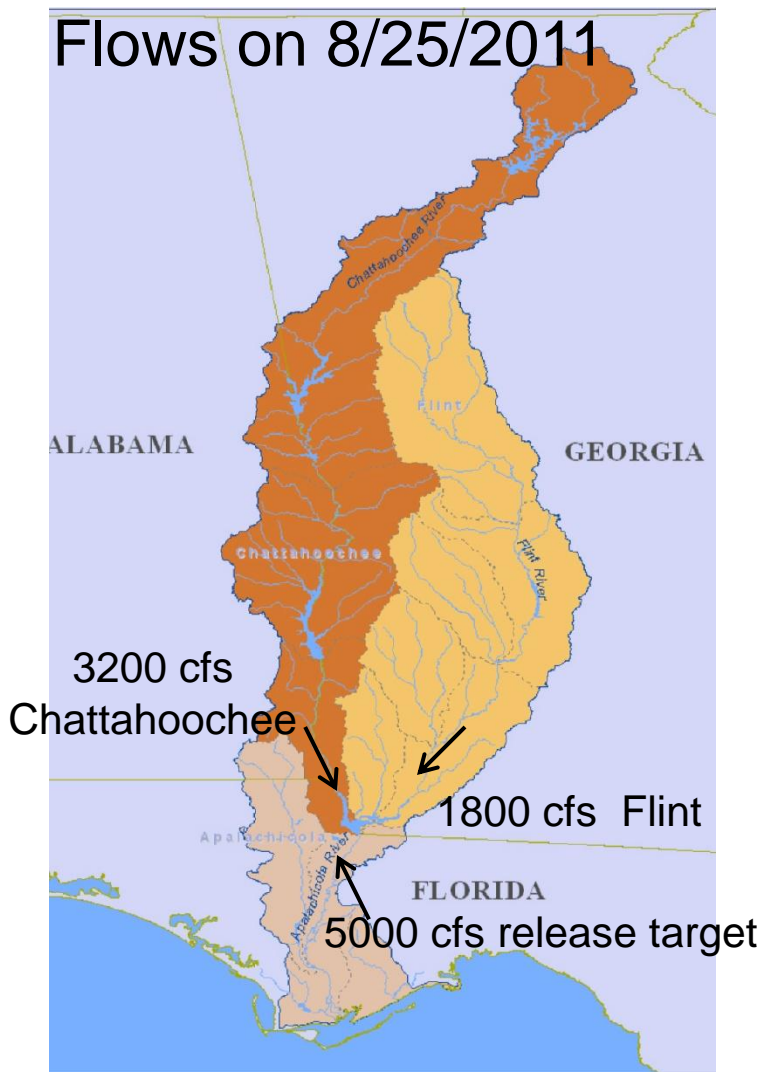 Flows on 8/25/2011
Chattahoochee River
Flint
ALABAMA
GEORGIA
Chattahoochee
Flint River
3200 cfs
Chattahoochee
1800 cfs Flint
Apalachicola
Apalachicola River
FLORIDA
5000 cfs release target